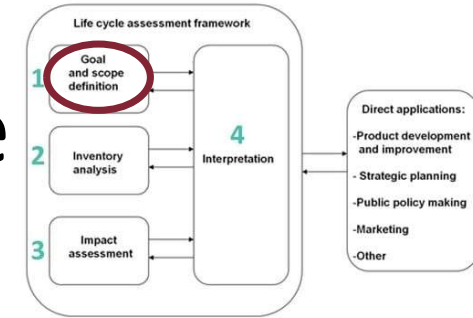 Life cycle assessment framework
1
Goal
and scope
definition
e
2
Inventory
analysis
3
Impact
assessment
4
Interpretation
Direct applications:
-Product development
and improvement
- Strategic planning
-Public policy making
-Marketing
-Other